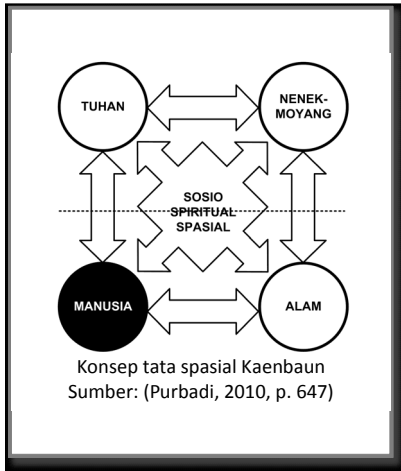 TUHAN
NENEK-
MOYANG
SOSIO
SPIRITUAL
SPASIAL
MANUSIA
ALAM
Konsep tata spasial Kaenbaun
Sumber: (Purbadi, 2010, p. 647)